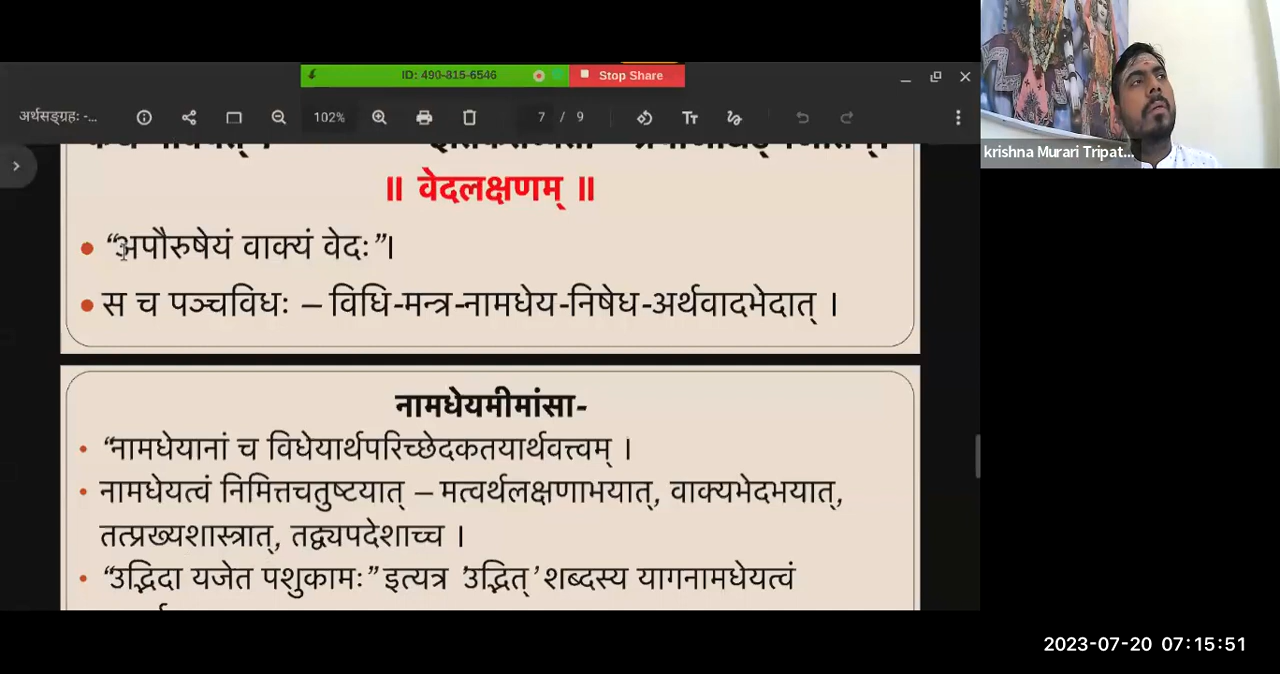 ID: 490-815-6546
Stop Share
अर्थसङ्ग्रहः -...
102%
7 / 9
krishna Murari Tripat...
॥ वेदलक्षणम् ॥
“अपौरुषेयं वाक्यं वेदः”।
स च पञ्चविधः – विधि-मन्त्र-नामधेय-निषेध-अर्थवादभेदात् ।
नामधेयमीमांसा-
“नामधेयानां च विधेयार्थपरिच्छेदकतयार्थवत्त्वम् ।
नामधेयत्वं निमित्तचतुष्टयात् – मत्वर्थलक्षणाभयात्, वाक्यभेदभयात्,
तत्प्रख्यशास्त्रात्, तद्व्यपदेशाच्च ।
“उद्भिदा यजेत पशुकामः” इत्यत्र ’उद्भित्’ शब्दस्य यागनामधेयत्वं
2023-07-20 07:15:51